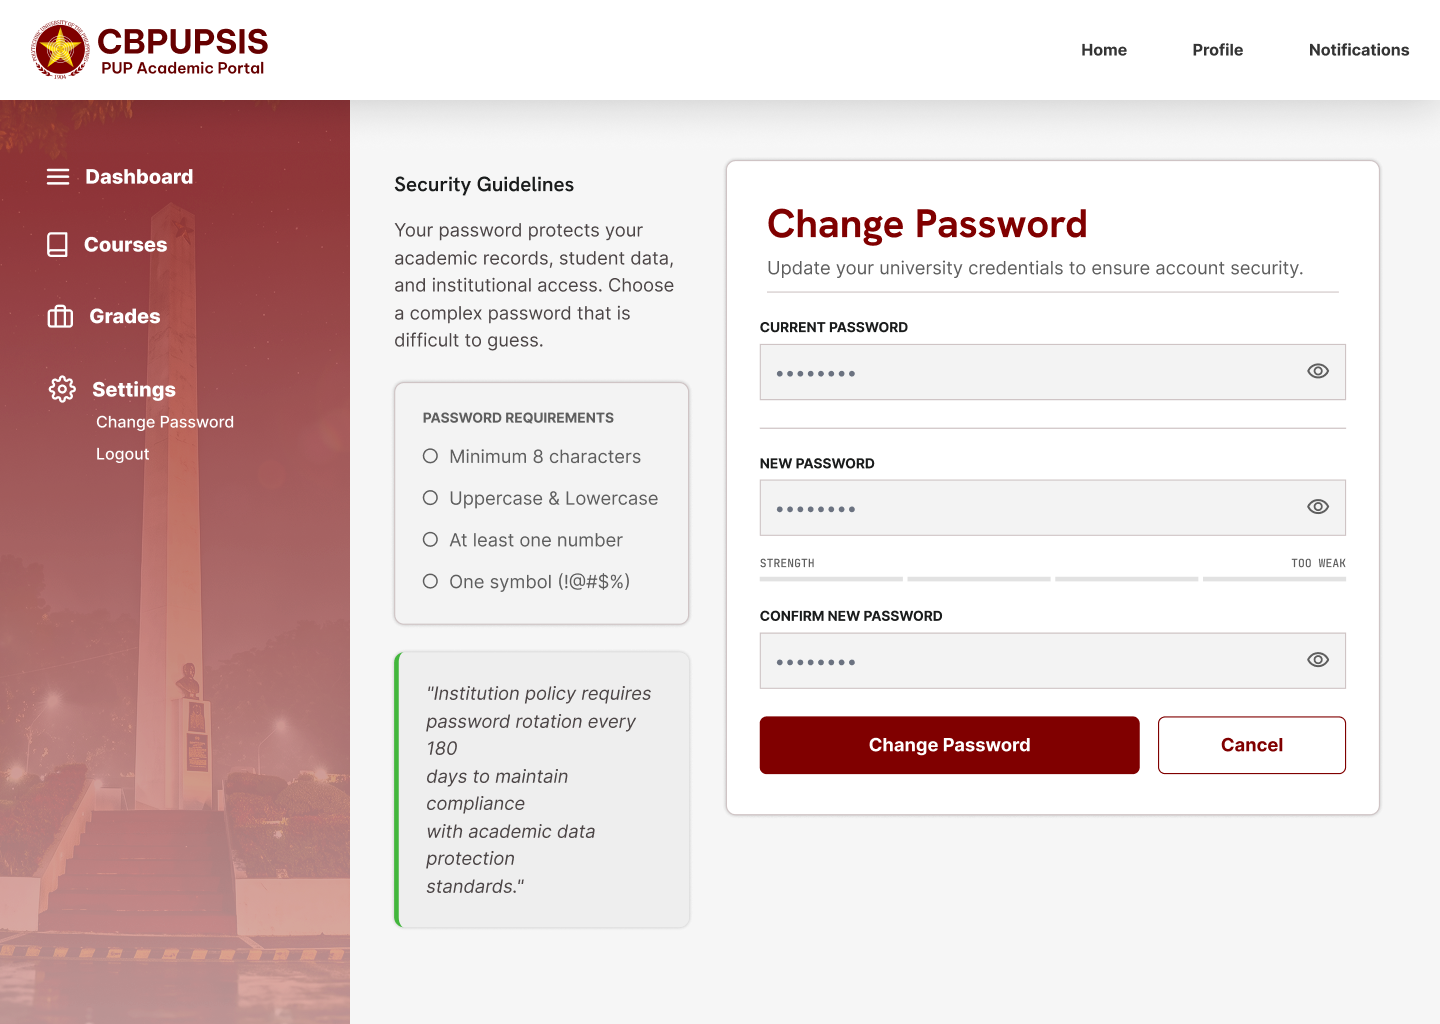 CBPUPSIS
PUP Academic Portal
1904
Home
Profile
Notifications
Dashboard
Courses
Grades
Settings
Change Password
Logout
Security Guidelines
Your password protects your
academic records, student data,
and institutional access. Choose
a complex password that is
difficult to guess.
PASSWORD REQUIREMENTS
Minimum 8 characters
Uppercase & Lowercase
At least one number
One symbol (!@#$%)
"Institution policy requires
password rotation every
180
days to maintain
compliance
with academic data
protection
standards."
Change Password
Update your university credentials to ensure account security.
CURRENT PASSWORD
NEW PASSWORD
STRENGTH
TOO WEAK
CONFIRM NEW PASSWORD
Change Password
Cancel